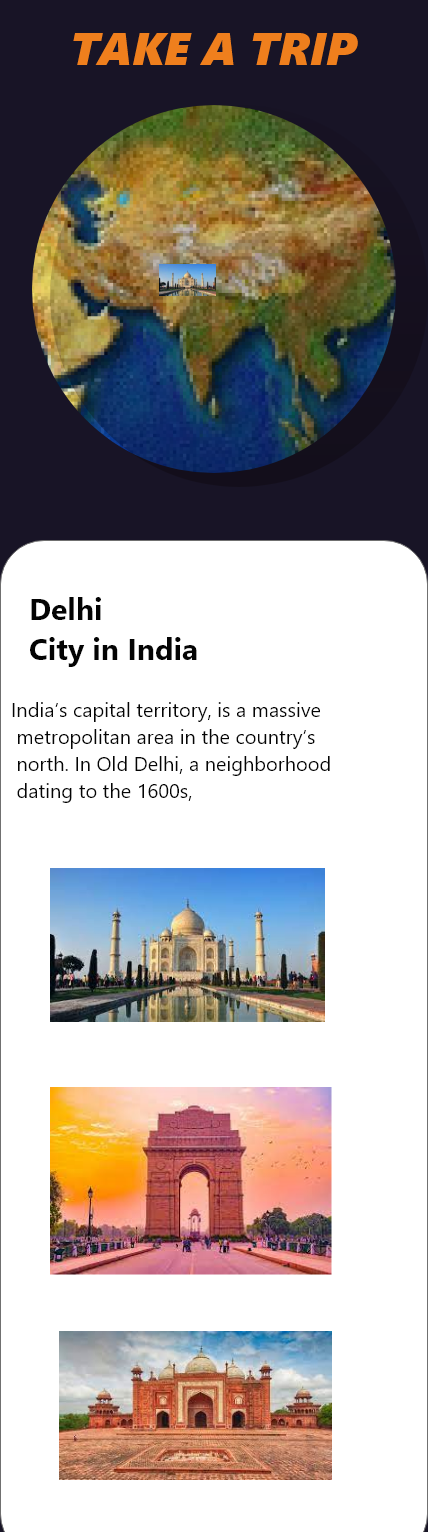 TAKE A TRIP
Delhi
City in India
India's capital territory, is a massive
metropolitan area in the country's
north. In Old Delhi, a neighborhood
dating to the 1600s,